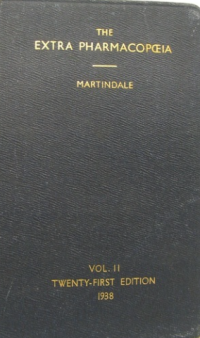 THE
EXTRA PHARMACOPŒIA
MARTINDALE
VOL. II
TWENTY-FIRST EDITION
1938